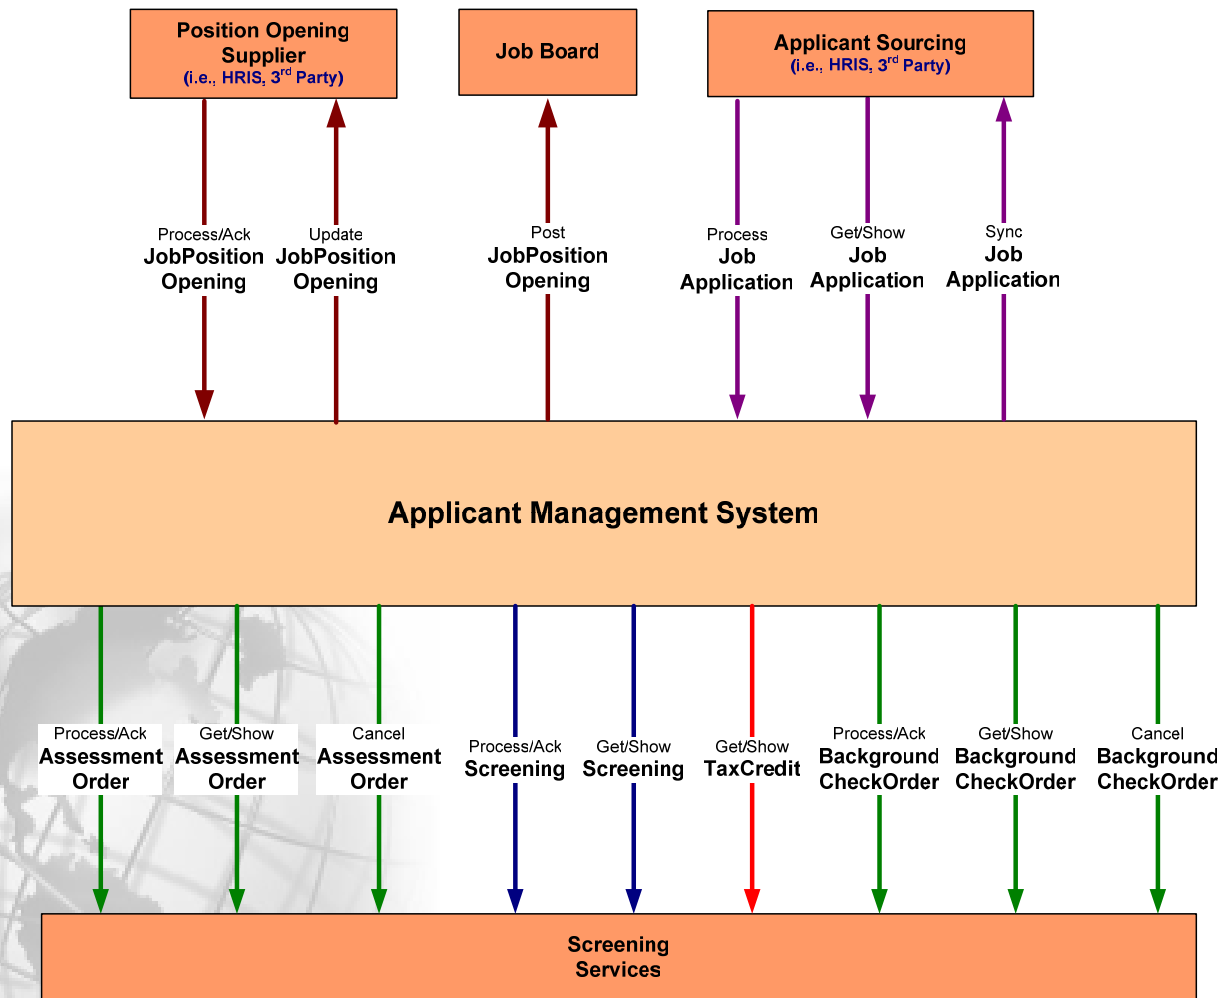 Position Opening
Supplier
(i.e., HRIS, 3rd Party)
Job Board
Applicant Sourcing
(i.e., HRIS, 3rd Party)
Process/Ack
JobPosition
Opening
Update
JobPosition
Opening
Post
JobPosition
Opening
Process
Job
Application
Get/Show
Job
Application
Sync
Job
Application
Applicant Management System
Process/Ack
Assessment
Order
Get/Show
Assessment
Order
Cancel
Assessment
Order
Process/Ack
Screening
Get/Show
Screening
Get/Show
TaxCredit
Process/Ack
Background
CheckOrder
Get/Show
Background
CheckOrder
Cancel
Background
CheckOrder
Screening
Services